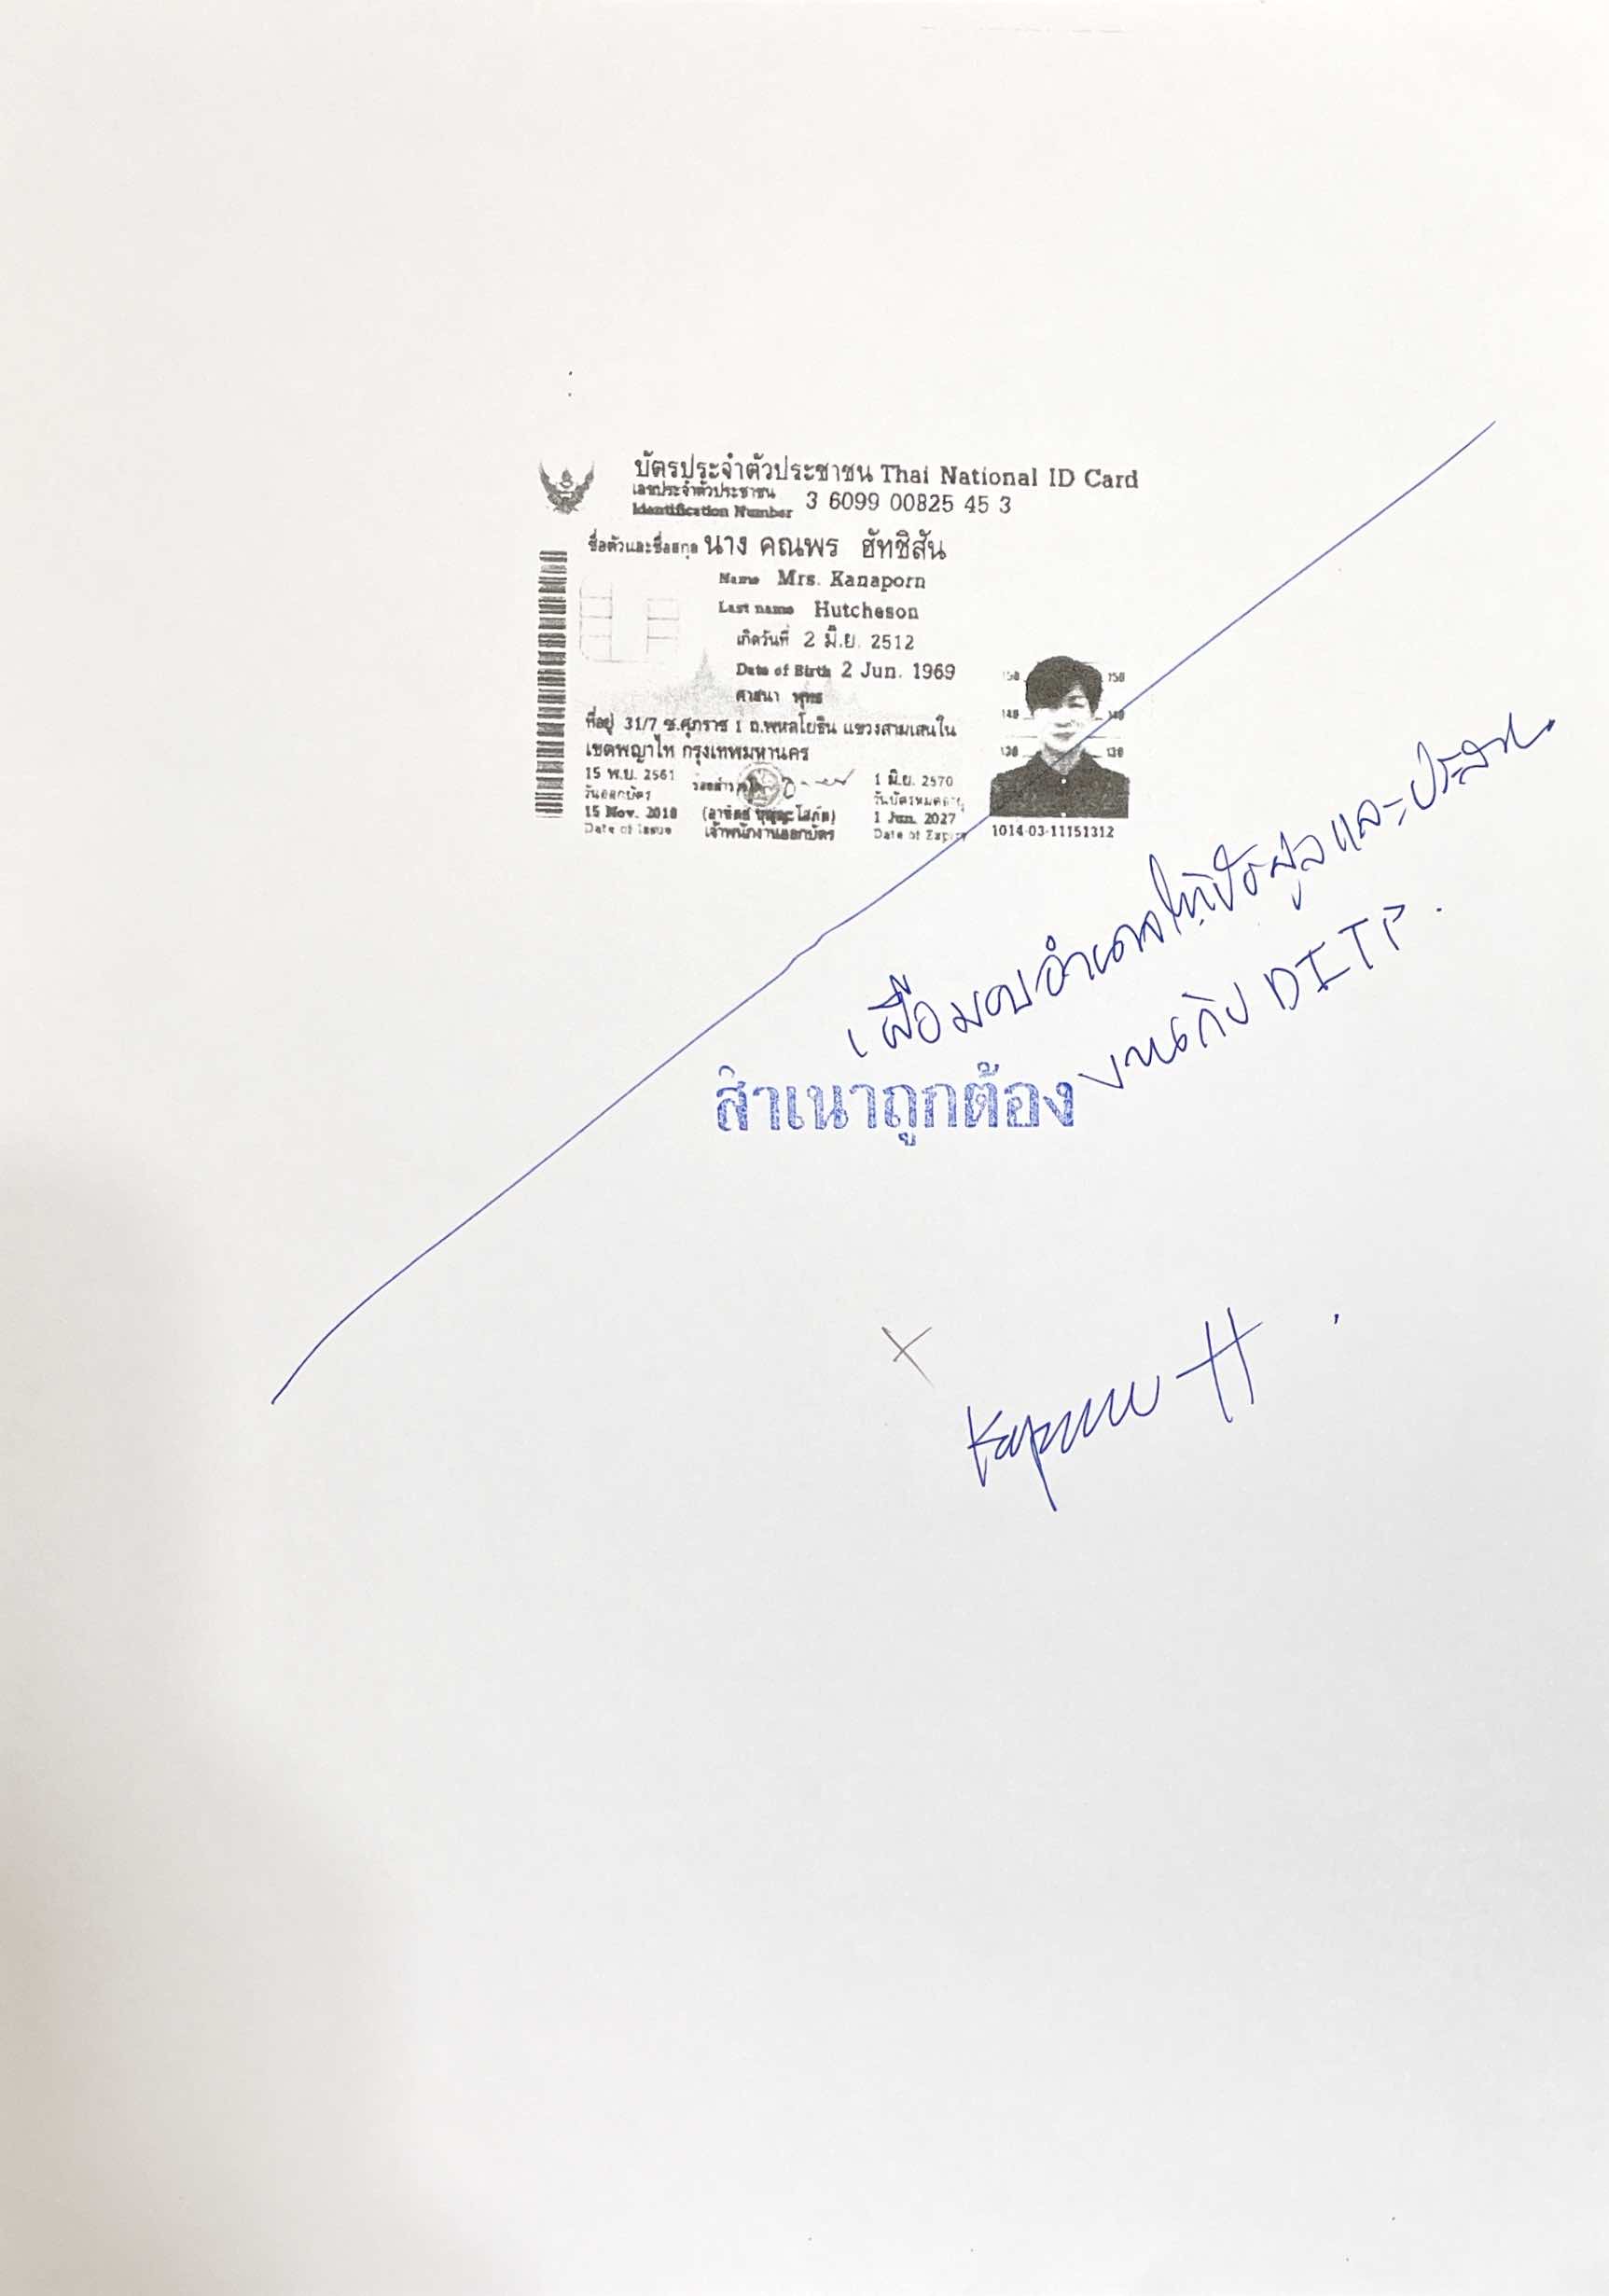 บัตรประจำตัวประชาชน Thai National ID Card
เลขประจำตัวประชาชน
Identification Number 3 6099 00825 45 3
ชื่อตัวและชื่อสกุล นาง คณพร ฮัทชิสัน
Name Mrs. Kanaporn
Last name Hutcheson
เกิดวันที่ 2 มิ.ย. 2512
Date of Birth 2 Jun. 1969
ศาสนา พุทธ
ที่อยู่ 31/7 ซ.ศุภราช 1 ถ.พหลโยธิน แขวงสามเสนใน
เขตพญาไท กรุงเทพมหานคร
15 พ.ย. 2561
วันออกบัตร
15 Nov. 2018
Date of Issue
เจ้าพนักงานออกบัตร
1 มิ.ย. 2570
วันบัตรหมดอายุ
1 Jun. 2027
Date of Expiry
150 150
140 140
130 130
1014-03-11151312
เพื่อมอบอำนาจให้ และประสาน
งานกับ DITP.
สำเนาถูกต้อง